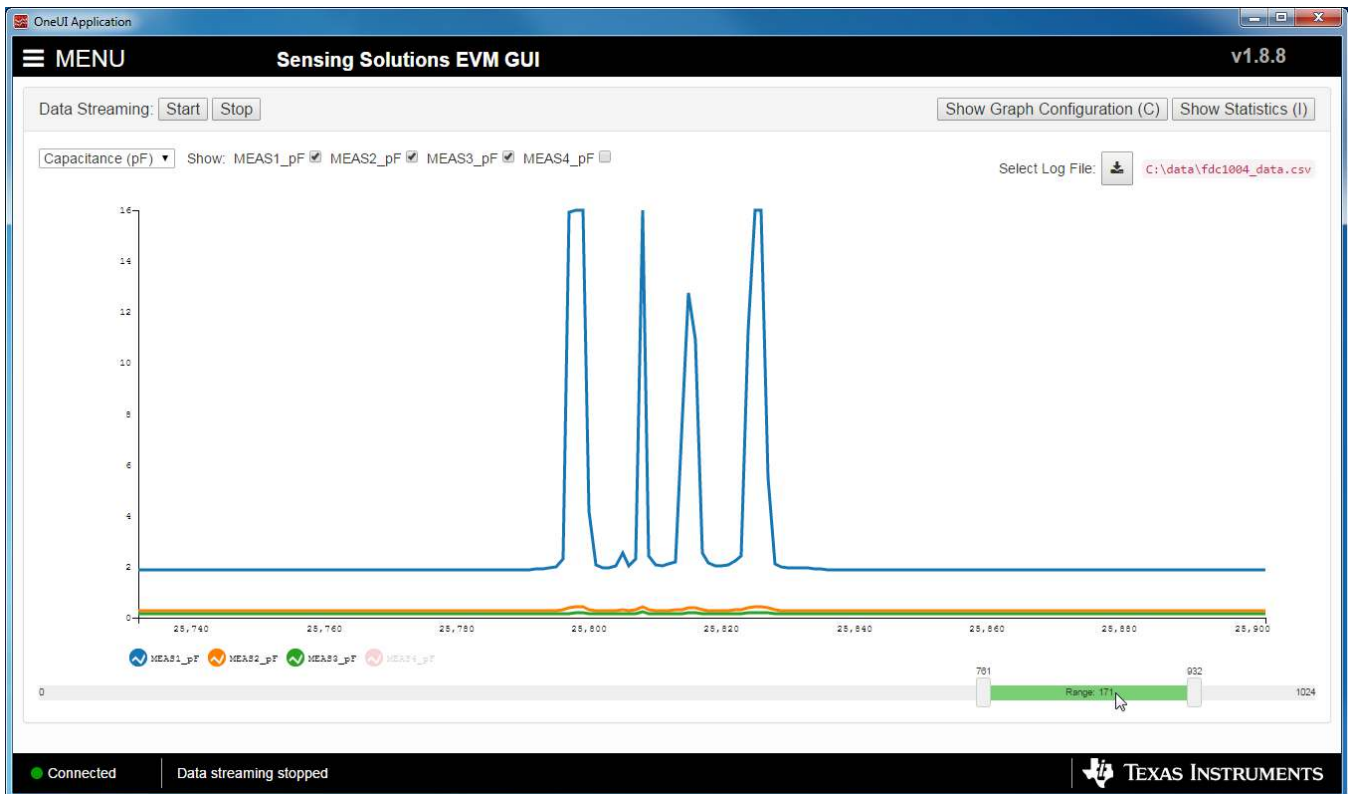 OneUI Application
MENU Sensing Solutions EVM GUI v1.8.8
Data Streaming: Start Stop Show Graph Configuration (C) Show Statistics (I)
Capacitance (pF) Show: MEAS1_pF MEAS2_pF MEAS3_pF MEAS4_pF
Select Log File: C:\data\fdc1004_data.csv
16
14
12
10
8
6
4
2
0
25,740 25,760 25,780 25,800 25,820 25,840 25,860 25,880 25,900
MEAS1_pF MEAS2_pF MEAS3_pF MEAS4_pF
761 932
0 Range: 171 1024
Connected Data streaming stopped TEXAS INSTRUMENTS